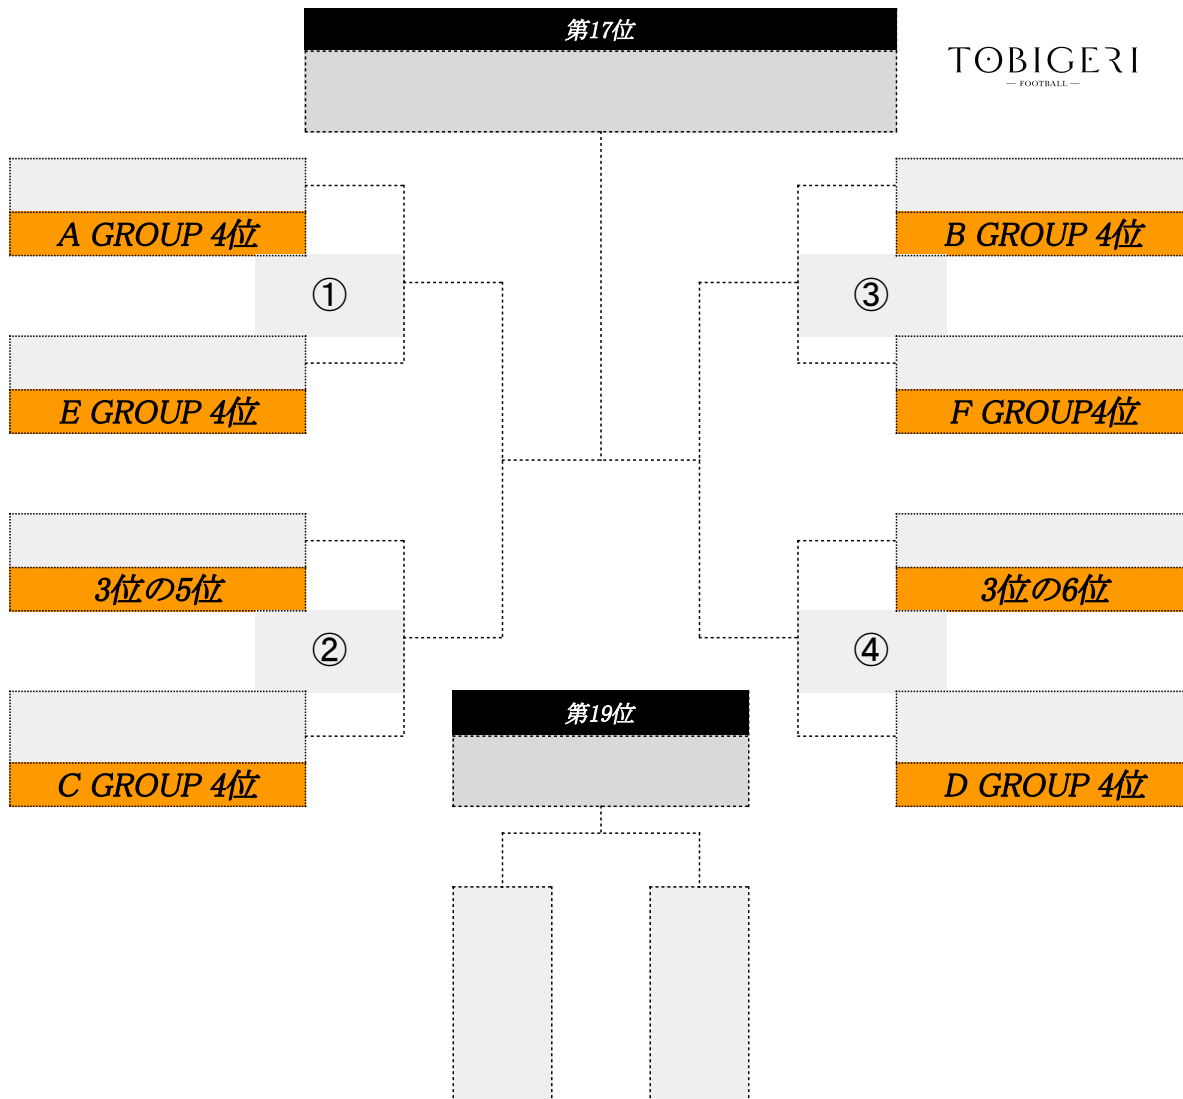 第17位
TOBIGERI
FOOTBALL
A GROUP 4位
B GROUP 4位
①
③
E GROUP 4位
F GROUP4位
3位の5位
3位の6位
②
④
第19位
C GROUP 4位
D GROUP 4位